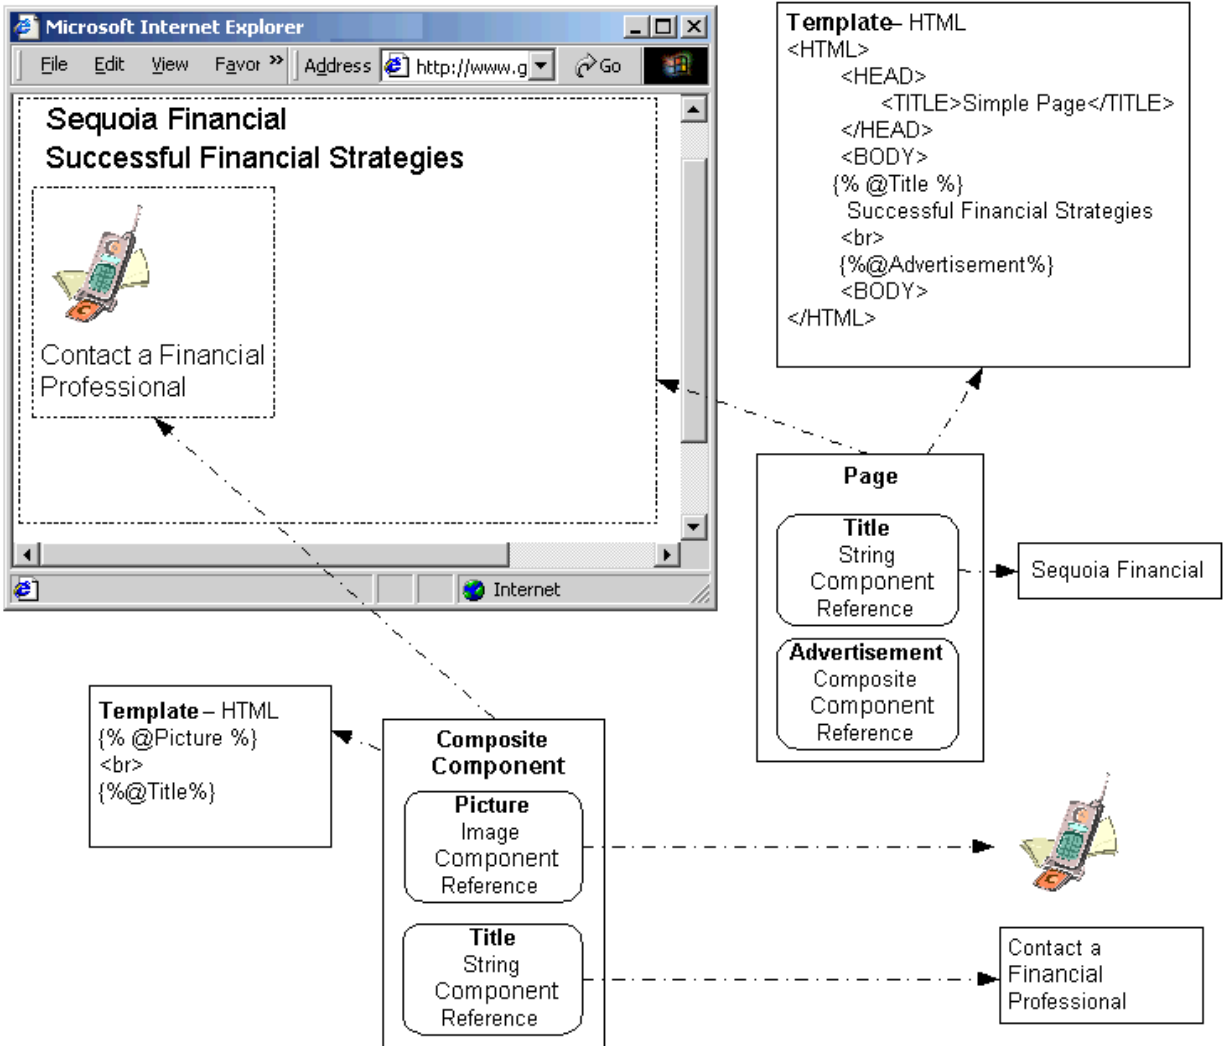 Microsoft Internet Explorer
File Edit View Favor » Address http://www.g Go
Sequoia Financial
Successful Financial Strategies
Contact a Financial
Professional
Internet
Template– HTML
<HTML>
<HEAD>
<TITLE>Simple Page</TITLE>
</HEAD>
<BODY>
{% @Title %}
Successful Financial Strategies
<br>
{%@Advertisement%}
<BODY>
</HTML>
Page
Title
String
Component
Reference
Sequoia Financial
Advertisement
Composite
Component
Reference
Template – HTML
{% @Picture %}
<br>
{%@Title%}
Composite
Component
Picture
Image
Component
Reference
Title
String
Component
Reference
Contact a
Financial
Professional